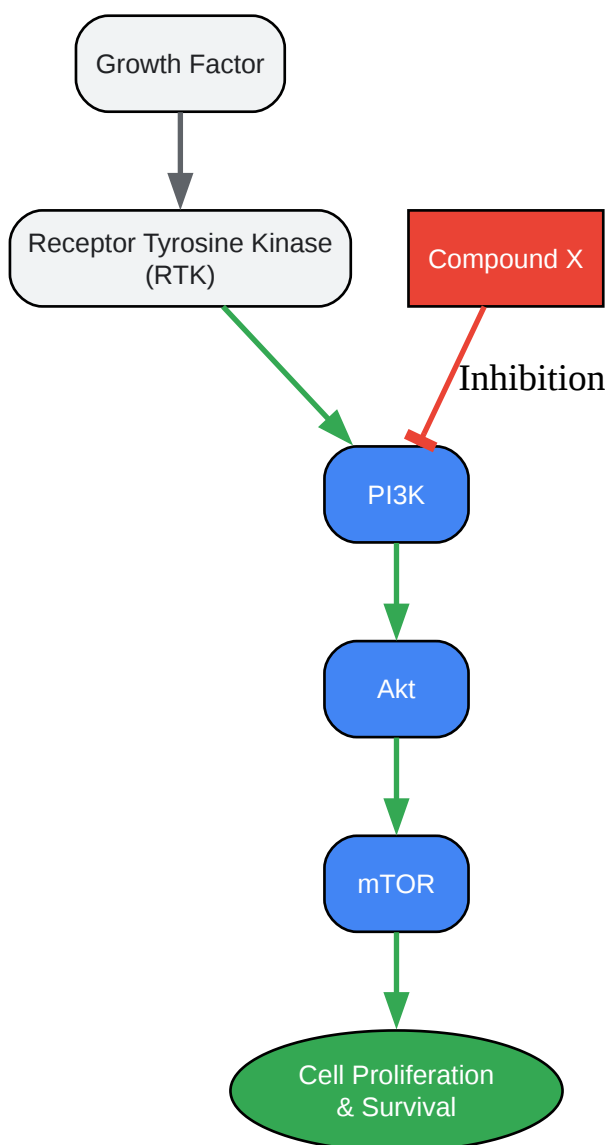 Growth Factor
Receptor Tyrosine Kinase
(RTK)
Compound X
Inhibition
PI3K
Akt
mTOR
Cell Proliferation
& Survival